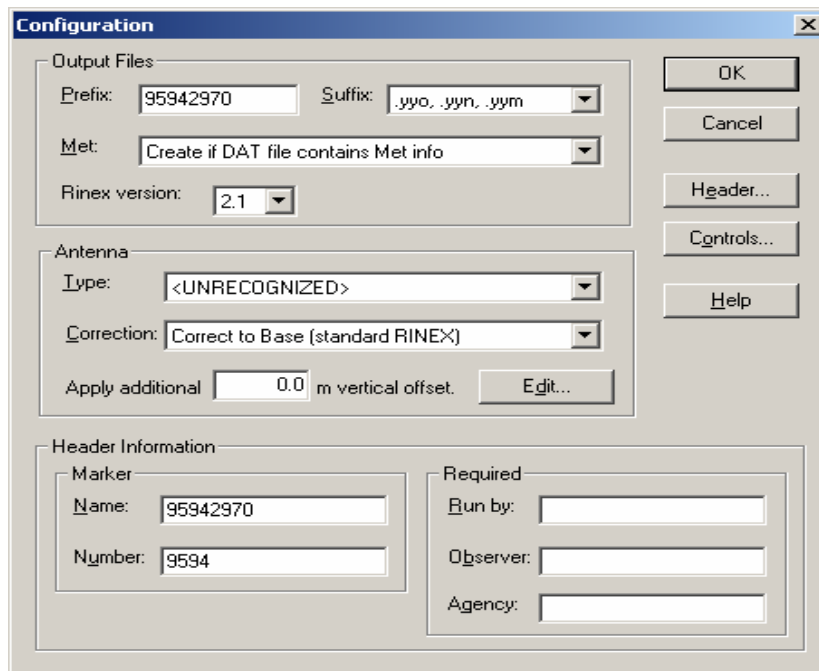 Configuration
Output Files
Prefix: 95942970 Suffix: .yyo, .yyn, .yym
Met: Create if DAT file contains Met info
Rinex version: 2.1
OK
Cancel
Header...
Controls...
Help
Antenna
Type: <UNRECOGNIZED>
Correction: Correct to Base (standard RINEX)
Apply additional 0.0 m vertical offset. Edit...
Header Information
Marker
Name: 95942970
Number: 9594
Required
Run by:
Observer:
Agency: